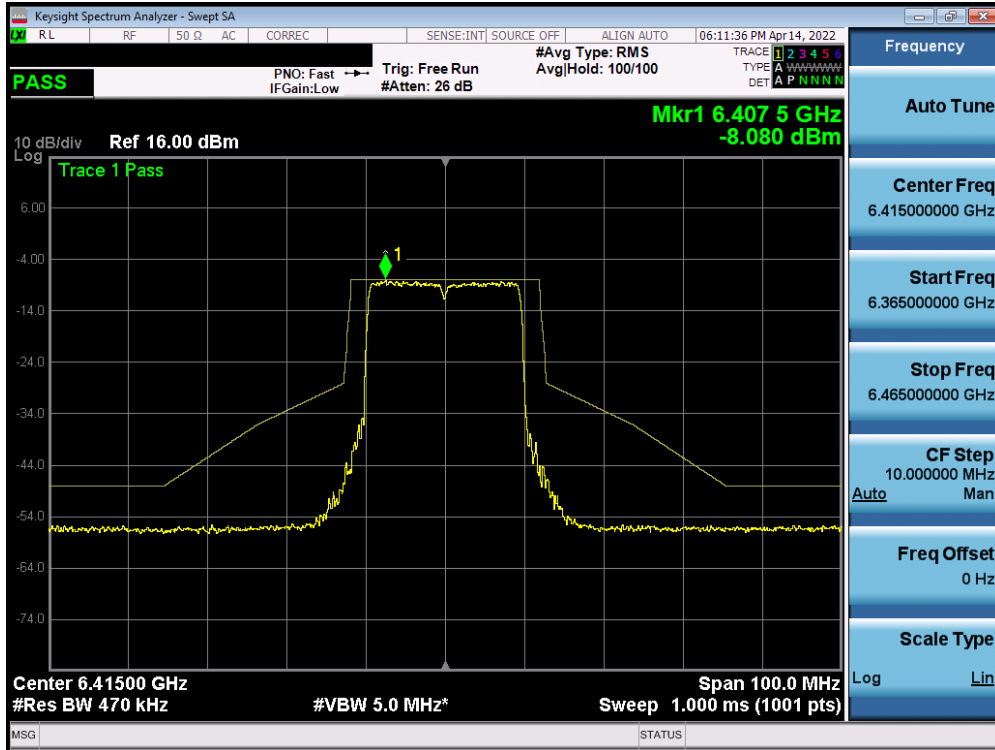 Keysight Spectrum Analyzer - Swept SA
LXI RL RF 50 Ω AC CORREC SENSE:INT SOURCE OFF ALIGN AUTO 06:11:36 PM Apr 14, 2022
PASS
PNO: Fast
IFGain:Low
Trig: Free Run
#Atten: 26 dB
#Avg Type: RMS
Avg|Hold: 100/100
TRACE 1 2 3 4 5 6
TYPE A WWWWW
DET A P N N N N
Mkr1 6.407 5 GHz
-8.080 dBm
10 dB/div Ref 16.00 dBm
Log
Trace 1 Pass
1
6.00
-4.00
-14.0
-24.0
-34.0
-44.0
-54.0
-64.0
-74.0
Center 6.41500 GHz Span 100.0 MHz
#Res BW 470 kHz #VBW 5.0 MHz* Sweep 1.000 ms (1001 pts)
MSG STATUS
Frequency
Auto Tune
Center Freq
6.415000000 GHz
Start Freq
6.365000000 GHz
Stop Freq
6.465000000 GHz
CF Step
10.000000 MHz
Auto Man
Freq Offset
0 Hz
Scale Type
Log Lin